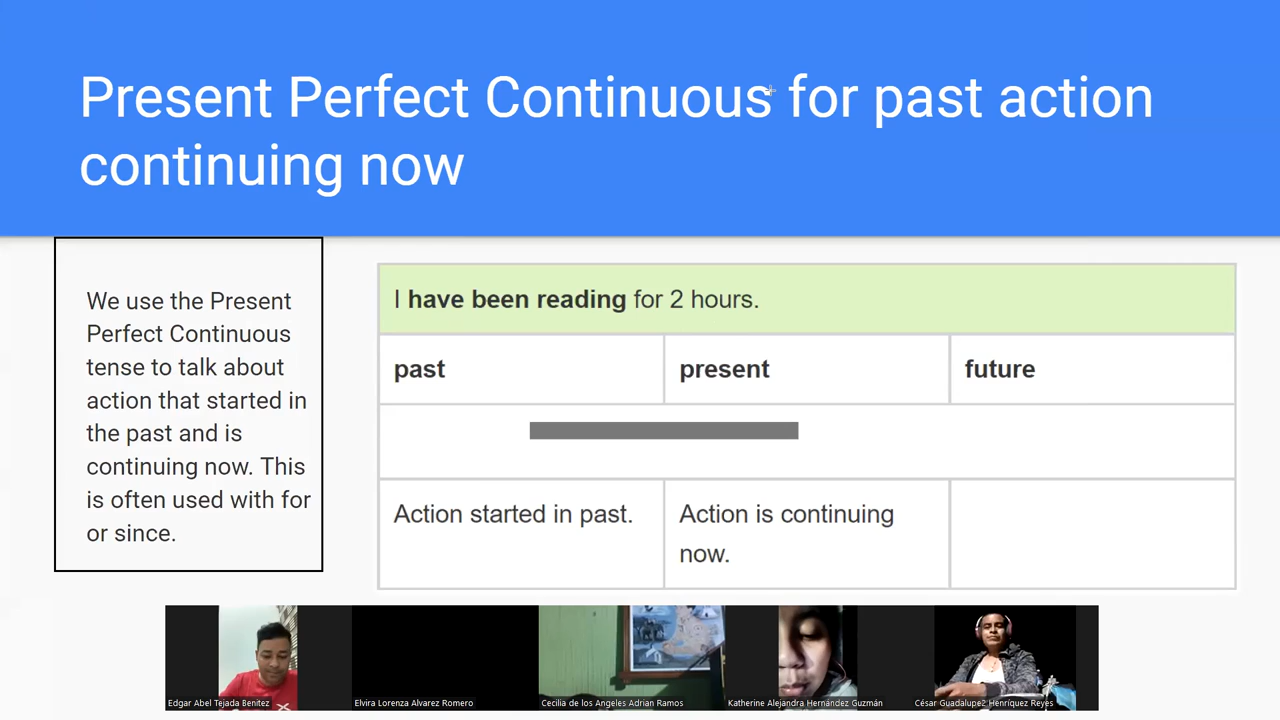 Present Perfect Continuous for past action
continuing now
We use the Present
Perfect Continuous
tense to talk about
action that started in
the past and is
continuing now. This
is often used with for
or since.
I have been reading for 2 hours.
past present future
Action started in past. Action is continuing
now.
Edgar Abel Tejada Benitez Elvira Lorenza Alvarez Romero Cecilia de los Angeles Adrian Ramos Katherine Alejandra Hernández Guzmán César Guadalupe2 Henríquez Reyes